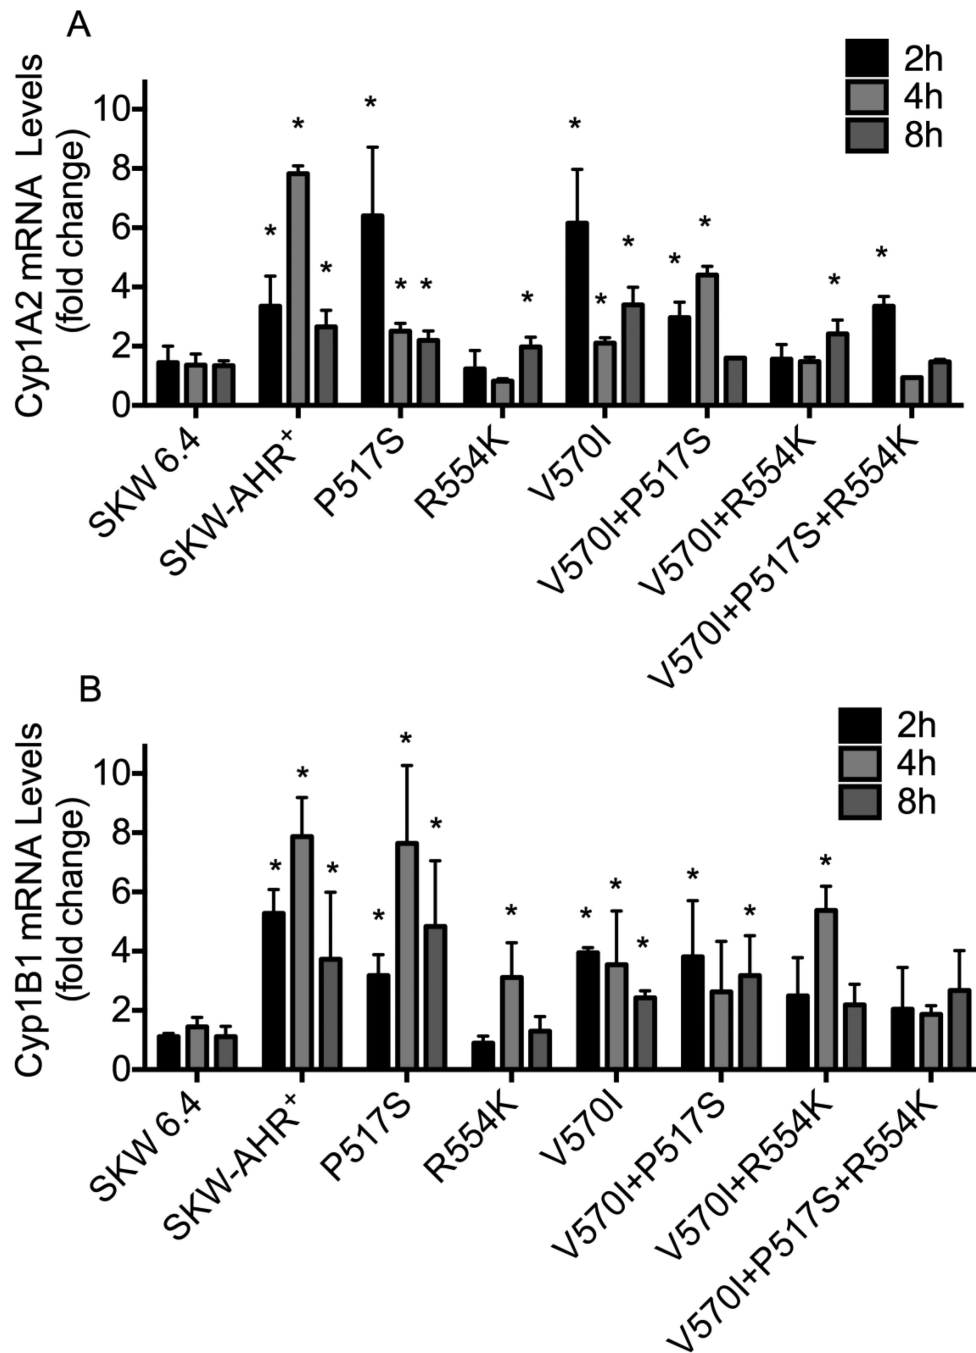 A
2h
4h
8h
Cyp1A2 mRNA Levels
(fold change)
10
8
6
4
2
0
* * * * * * * * * * * * * * *
SKW 6.4
SKW-AHR⁺
P517S
R554K
V570I
V570I+P517S
V570I+R554K
V570I+P517S+R554K
B
2h
4h
8h
Cyp1B1 mRNA Levels
(fold change)
10
8
6
4
2
0
* * * * * * * * * * * * *
SKW 6.4
SKW-AHR⁺
P517S
R554K
V570I
V570I+P517S
V570I+R554K
V570I+P517S+R554K